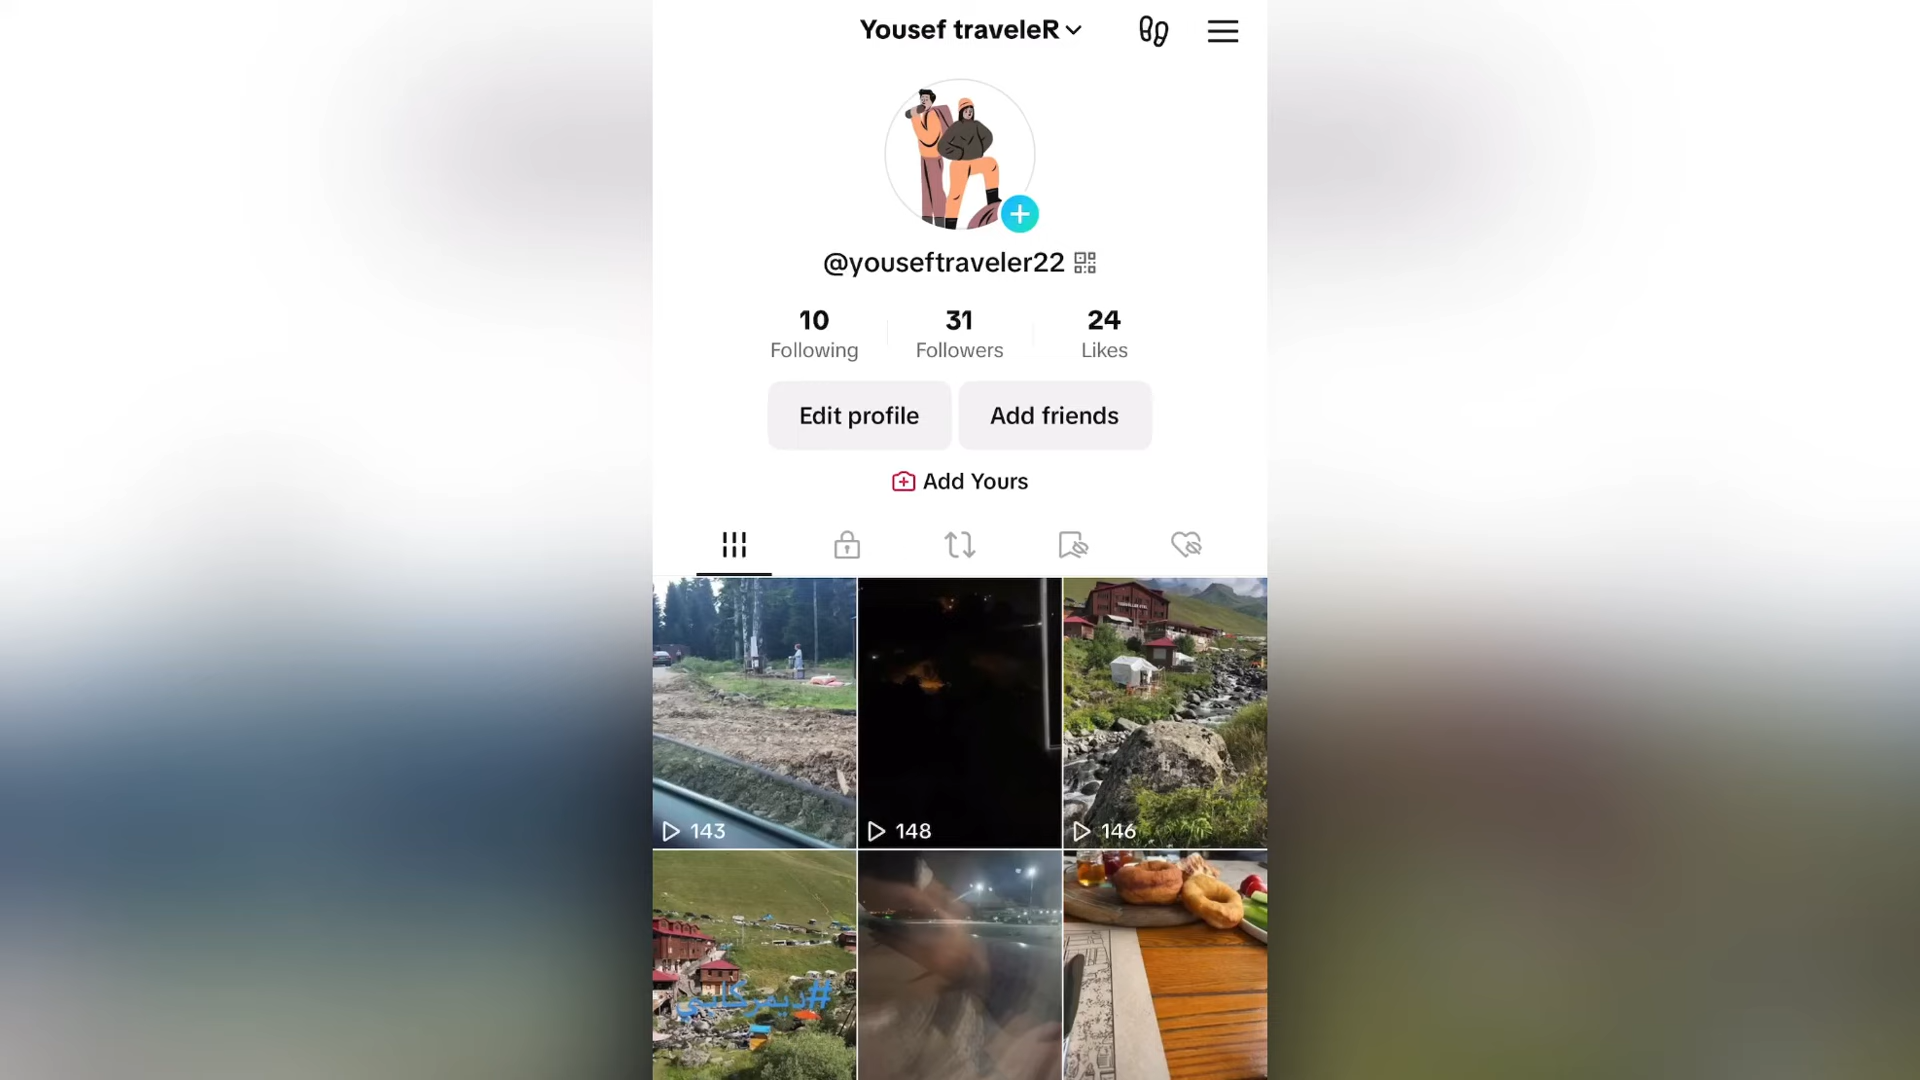 Yousef traveleR
@youseftraveler22
10
31
24
Following
Followers
Likes
Edit profile
Add friends
Add Yours
143
148
146
#ديمركابي